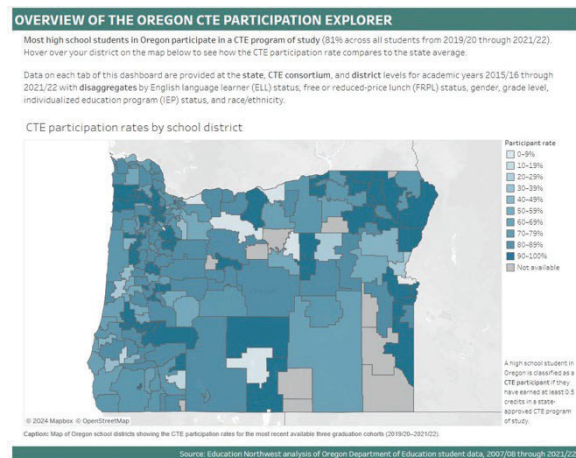 OVERVIEW OF THE OREGON CTE PARTICIPATION EXPLORER
Most high school students in Oregon participate in a CTE program of study (81% across all students from 2019/20 through 2021/22).
Hover over your district on the map below to see how the CTE participation rate compares to the state average.
Data on each tab of this dashboard are provided at the state, CTE consortium, and district levels for academic years 2015/16 through
2021/22 with disaggregates by English language learner (ELL) status, free or reduced-price lunch (FRPL) status, gender, grade level,
individualized education program (IEP) status, and race/ethnicity.
CTE participation rates by school district
Participant rate
0–9%
10–19%
20–29%
30–39%
40–49%
50–59%
60–69%
70–79%
80–89%
90–100%
Not available
A high school student in
Oregon is classified as a
CTE participant if they
have earned at least 0.5
credits in a state-
approved CTE program
of study.
© 2024 Mapbox © OpenStreetMap
Caption: Map of Oregon school districts showing the CTE participation rates for the most recent available three graduation cohorts (2019/20–2021/22).
Source: Education Northwest analysis of Oregon Department of Education student data, 2007/08 through 2021/22